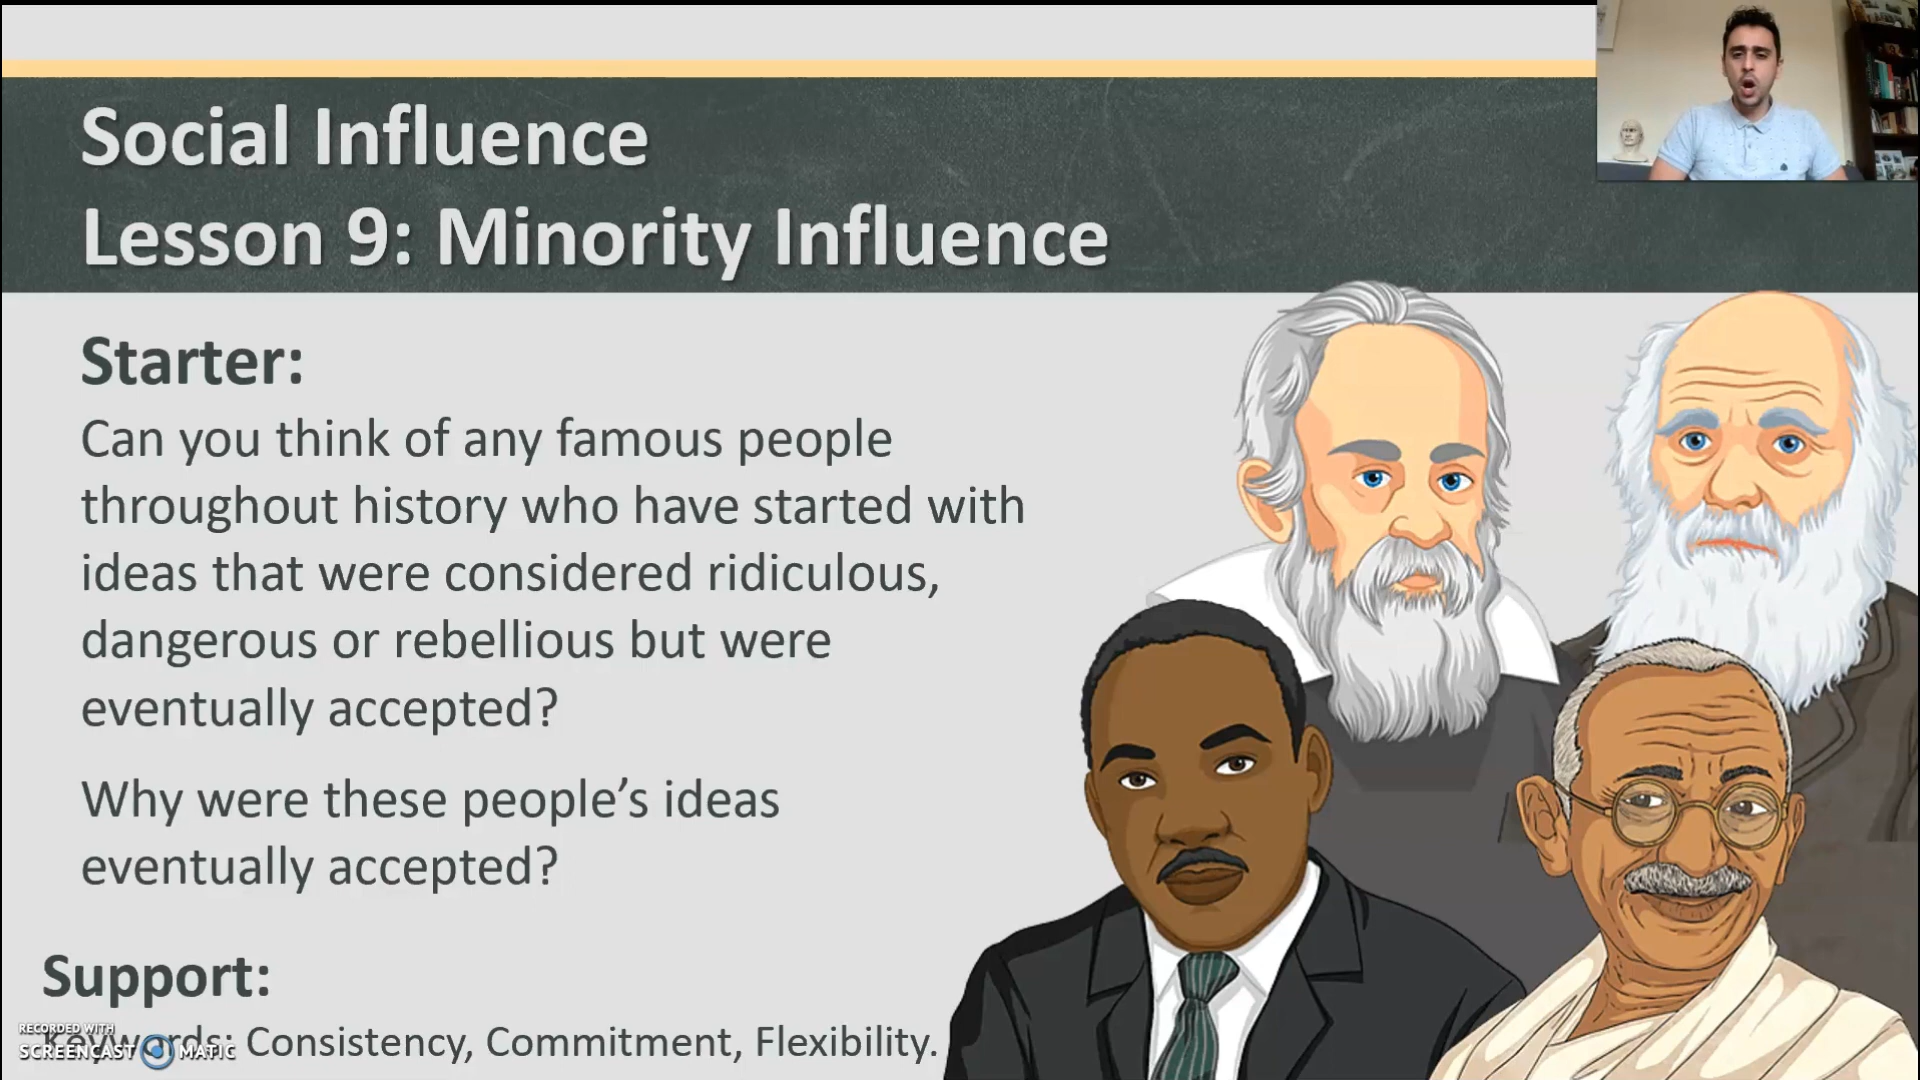 Social Influence
Lesson 9: Minority Influence
Starter:
Can you think of any famous people
throughout history who have started with
ideas that were considered ridiculous,
dangerous or rebellious but were
eventually accepted?
Why were these people's ideas
eventually accepted?
Support:
Keywords: Consistency, Commitment, Flexibility.
RECORDED WITH
SCREENCAST MATIC